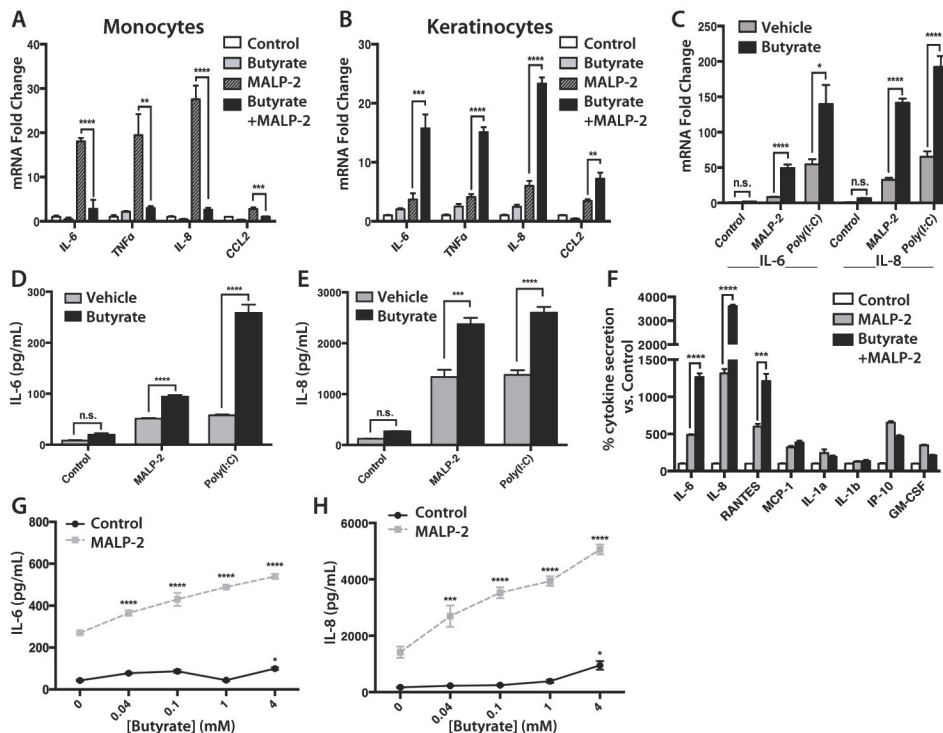 A
Monocytes
mRNA Fold Change
40
30
20
10
0
Control
Butyrate
MALP-2
Butyrate
+MALP-2
****
**
****
***
IL-6
TNFα
IL-8
CCL2
B
Keratinocytes
mRNA Fold Change
30
20
10
0
Control
Butyrate
MALP-2
Butyrate
+MALP-2
***
****
****
**
IL-6
TNFα
IL-8
CCL2
C
mRNA Fold Change
250
200
150
100
50
0
Vehicle
Butyrate
n.s.
****
*
n.s.
****
****
Control
MALP-2
Poly(I:C)
Control
MALP-2
Poly(I:C)
IL-6
IL-8
D
IL-6 (pg/mL)
300
200
100
0
Vehicle
Butyrate
n.s.
****
****
Control
MALP-2
Poly(I:C)
E
IL-8 (pg/mL)
3000
2000
1000
0
Vehicle
Butyrate
n.s.
***
****
Control
MALP-2
Poly(I:C)
F
% cytokine secretion
vs. Control
4000
3000
2000
1500
1000
500
0
Control
MALP-2
Butyrate
+MALP-2
****
****
***
IL-6
IL-8
RANTES
MCP-1
IL-1a
IL-1b
IP-10
GM-CSF
G
IL-6 (pg/mL)
800
600
400
200
0
Control
MALP-2
****
****
****
****
*
0
0.04
0.1
1
4
[Butyrate] (mM)
H
IL-8 (pg/mL)
6000
4000
2000
0
Control
MALP-2
***
****
****
****
*
0
0.04
0.1
1
4
[Butyrate] (mM)